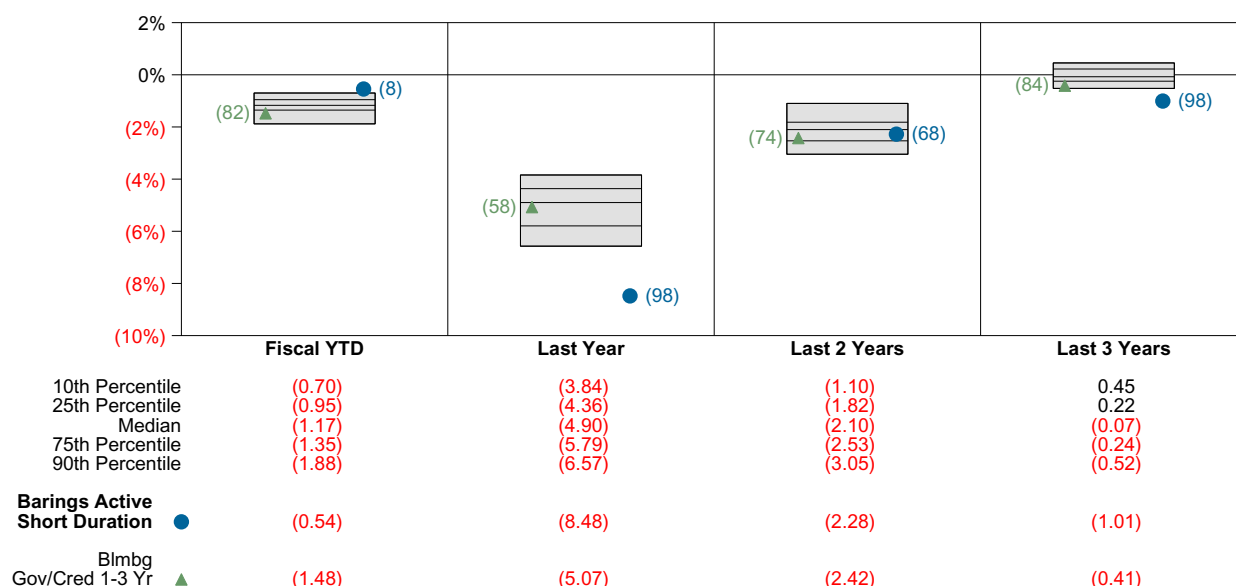 2%
0%
(2%)
(4%)
(6%)
(8%)
(10%)
(82) (8)
(58) (98)
(74) (68)
(84) (98)
Fiscal YTD Last Year Last 2 Years Last 3 Years
10th Percentile (0.70) (3.84) (1.10) 0.45
25th Percentile (0.95) (4.36) (1.82) 0.22
Median (1.17) (4.90) (2.10) (0.07)
75th Percentile (1.35) (5.79) (2.53) (0.24)
90th Percentile (1.88) (6.57) (3.05) (0.52)
Barings Active
Short Duration (0.54) (8.48) (2.28) (1.01)
Blmbg
Gov/Cred 1-3 Yr (1.48) (5.07) (2.42) (0.41)